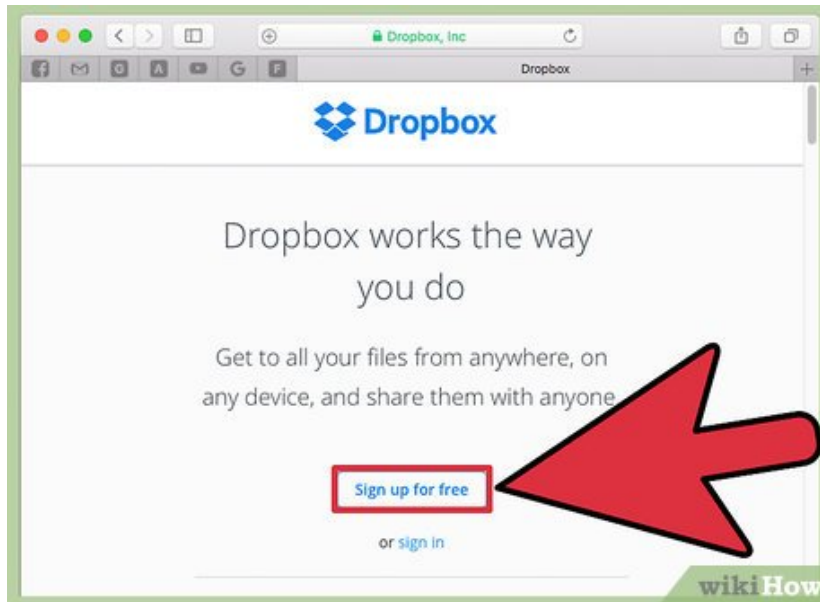 Dropbox, Inc
G A G F
Dropbox
Dropbox
Dropbox works the way
you do
Get to all your files from anywhere, on
any device, and share them with anyone
Sign up for free
or sign in
wikiHow